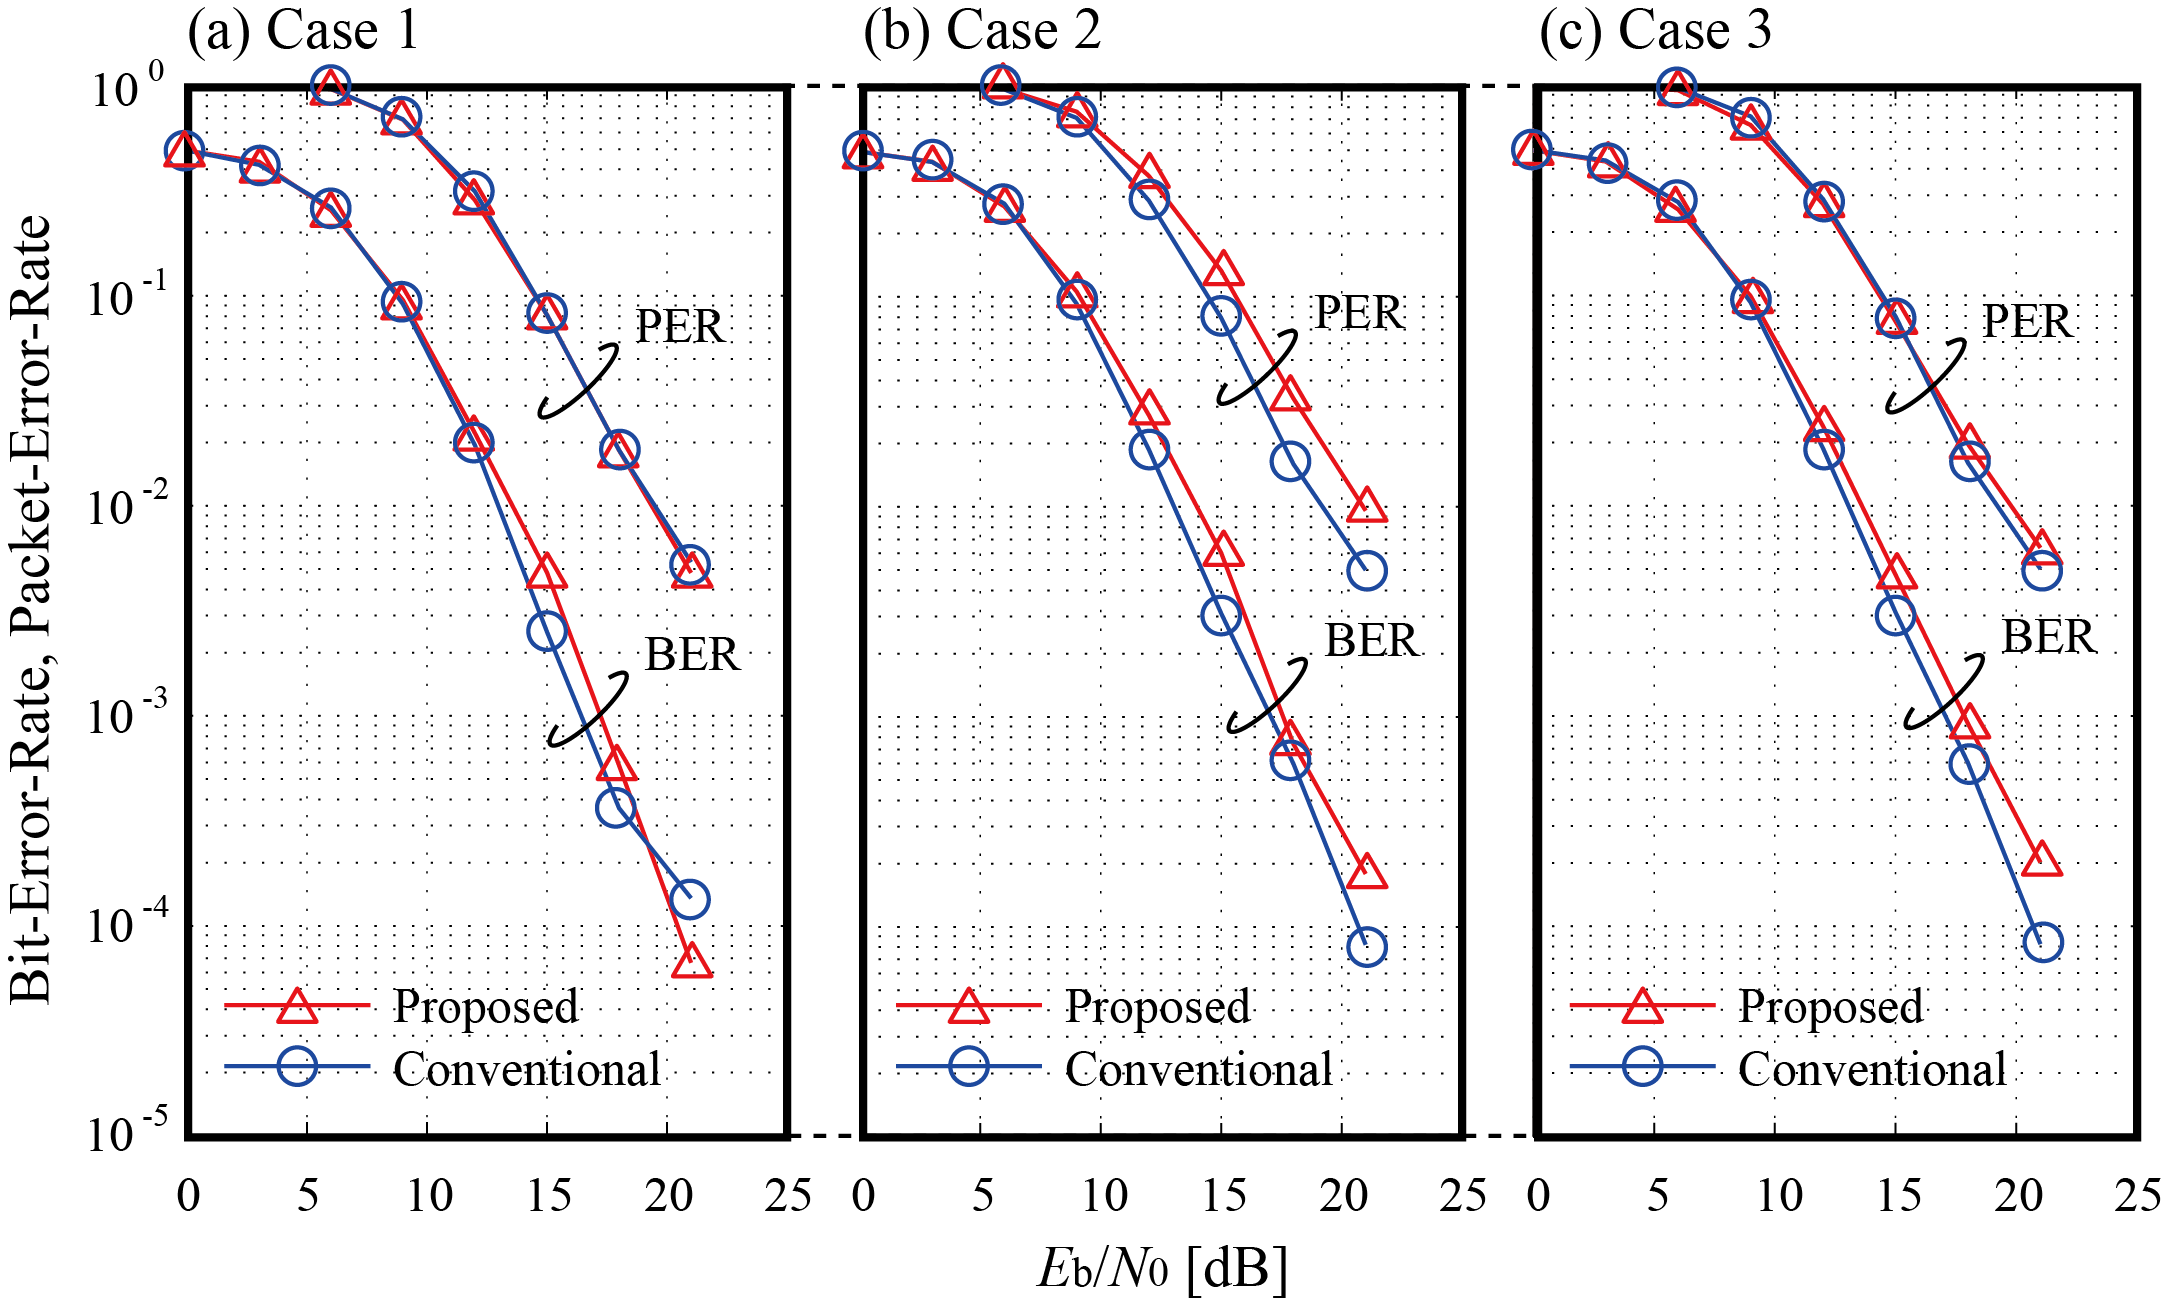 (a) Case 1
(b) Case 2
(c) Case 3
Bit-Error-Rate, Packet-Error-Rate
10^0
10^-1
10^-2
10^-3
10^-4
10^-5
PER
BER
Proposed
Conventional
0 5 10 15 20 25
PER
BER
Proposed
Conventional
0 5 10 15 20 25
PER
BER
Proposed
Conventional
0 5 10 15 20 25
Eb/N0 [dB]